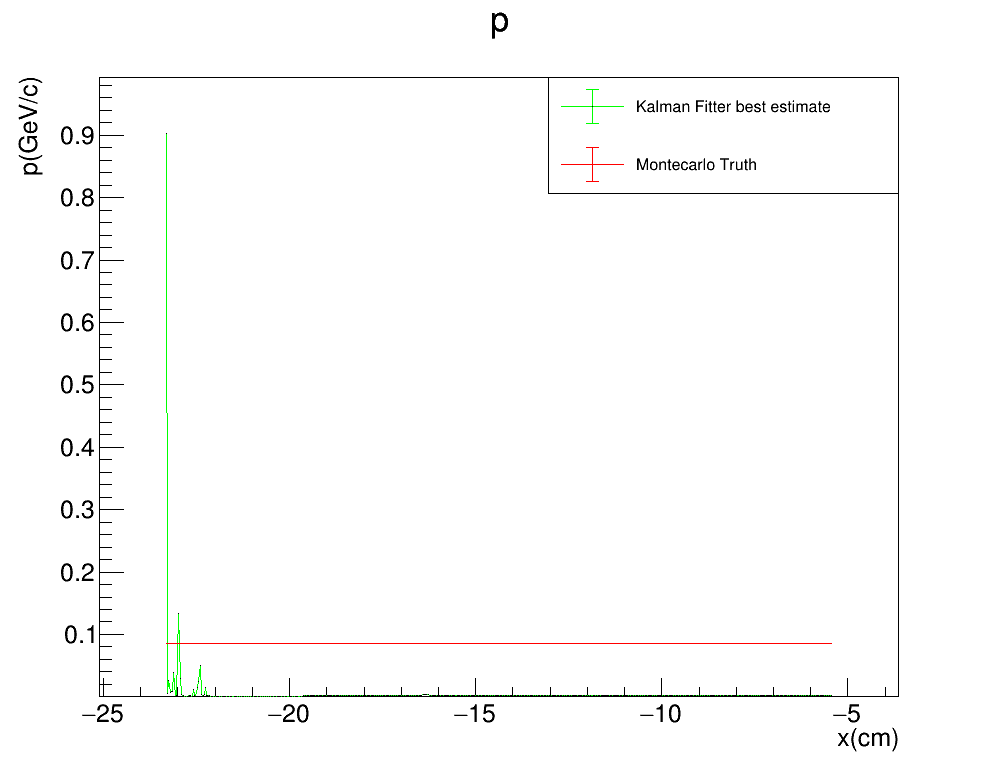 p
p(GeV/c)
0.9
0.8
0.7
0.6
0.5
0.4
0.3
0.2
0.1
Kalman Fitter best estimate
Montecarlo Truth
−25 −20 −15 −10 −5
x(cm)